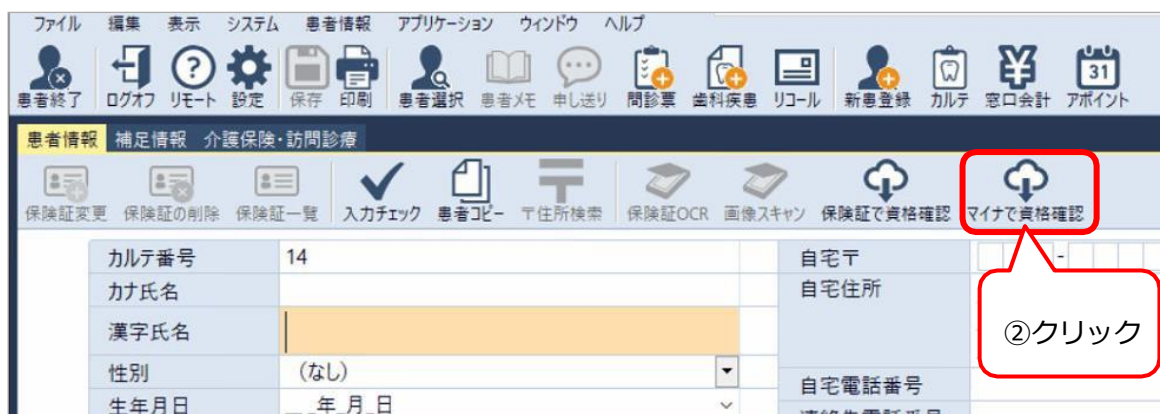 ファイル 編集 表示 システム 患者情報 アプリケーション ウィンドウ ヘルプ
31
患者終了 ログオフ リモート 設定 保存 印刷 患者選択 患者メモ 申し送り 問診票 歯科疾患 リコール 新患登録 カルテ 窓口会計 アポイント
患者情報 補足情報 介護保険・訪問診療
保険証変更 保険証の削除 保険証一覧 入力チェック 患者コピー 〒住所検索 保険証OCR 画像スキャン 保険証で資格確認 マイナで資格確認
カルテ番号 14 自宅〒 -
カナ氏名 自宅住所
漢字氏名
②クリック
性別 (なし)
自宅電話番号
生年月日 __年_月_日